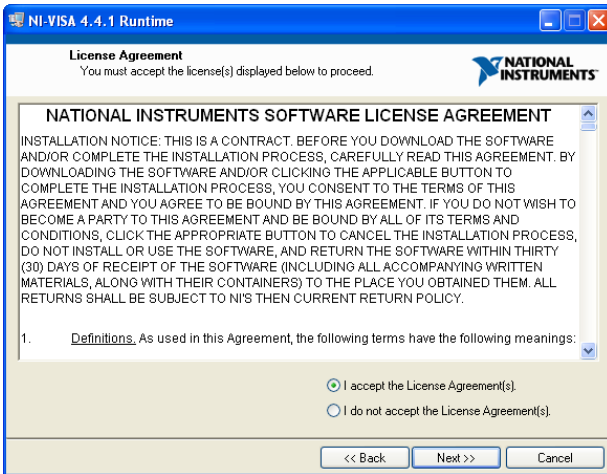 NI-VISA 4.4.1 Runtime
License Agreement
You must accept the license(s) displayed below to proceed.
NATIONAL
INSTRUMENTS™
NATIONAL INSTRUMENTS SOFTWARE LICENSE AGREEMENT
INSTALLATION NOTICE: THIS IS A CONTRACT. BEFORE YOU DOWNLOAD THE SOFTWARE
AND/OR COMPLETE THE INSTALLATION PROCESS, CAREFULLY READ THIS AGREEMENT. BY
DOWNLOADING THE SOFTWARE AND/OR CLICKING THE APPLICABLE BUTTON TO
COMPLETE THE INSTALLATION PROCESS, YOU CONSENT TO THE TERMS OF THIS
AGREEMENT AND YOU AGREE TO BE BOUND BY THIS AGREEMENT. IF YOU DO NOT WISH TO
BECOME A PARTY TO THIS AGREEMENT AND BE BOUND BY ALL OF ITS TERMS AND
CONDITIONS, CLICK THE APPROPRIATE BUTTON TO CANCEL THE INSTALLATION PROCESS,
DO NOT INSTALL OR USE THE SOFTWARE, AND RETURN THE SOFTWARE WITHIN THIRTY
(30) DAYS OF RECEIPT OF THE SOFTWARE (INCLUDING ALL ACCOMPANYING WRITTEN
MATERIALS, ALONG WITH THEIR CONTAINERS) TO THE PLACE YOU OBTAINED THEM. ALL
RETURNS SHALL BE SUBJECT TO NI'S THEN CURRENT RETURN POLICY.
1. Definitions. As used in this Agreement, the following terms have the following meanings:
I accept the License Agreement(s).
I do not accept the License Agreement(s).
<< Back Next >> Cancel